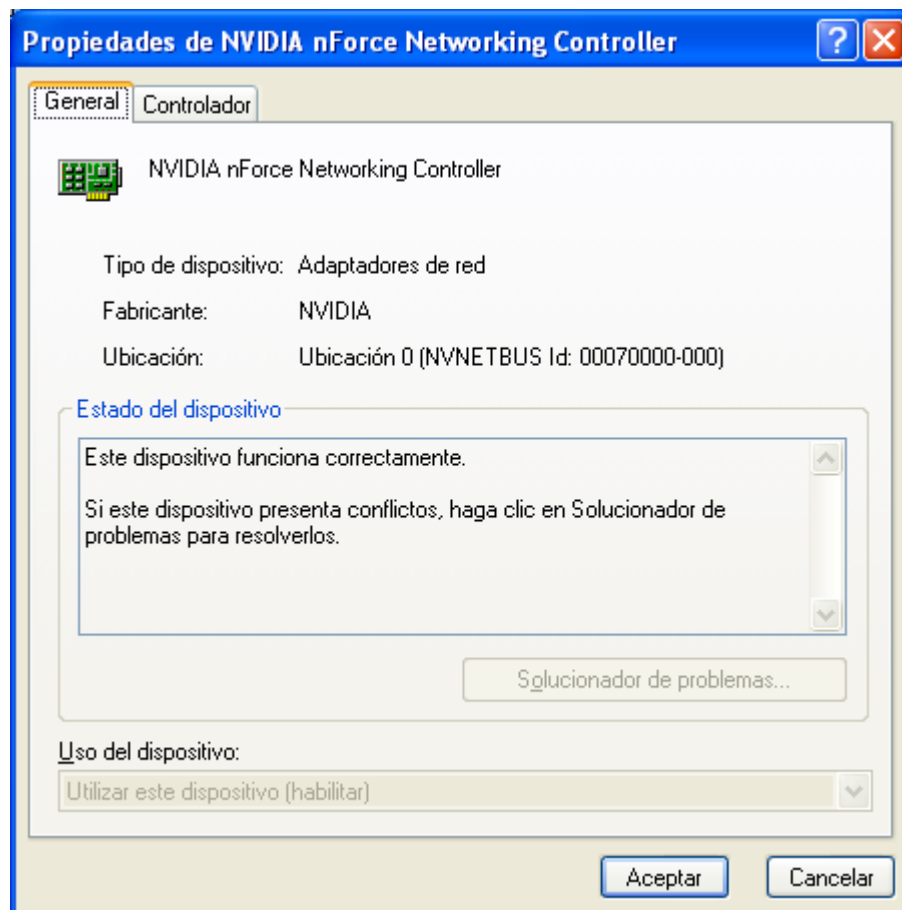 Propiedades de NVIDIA nForce Networking Controller
General
Controlador
NVIDIA nForce Networking Controller
Tipo de dispositivo: Adaptadores de red
Fabricante: NVIDIA
Ubicación: Ubicación 0 (NVNETBUS Id: 00070000-000)
Estado del dispositivo
Este dispositivo funciona correctamente.
Si este dispositivo presenta conflictos, haga clic en Solucionador de
problemas para resolverlos.
Solucionador de problemas...
Uso del dispositivo:
Utilizar este dispositivo (habilitar)
Aceptar
Cancelar